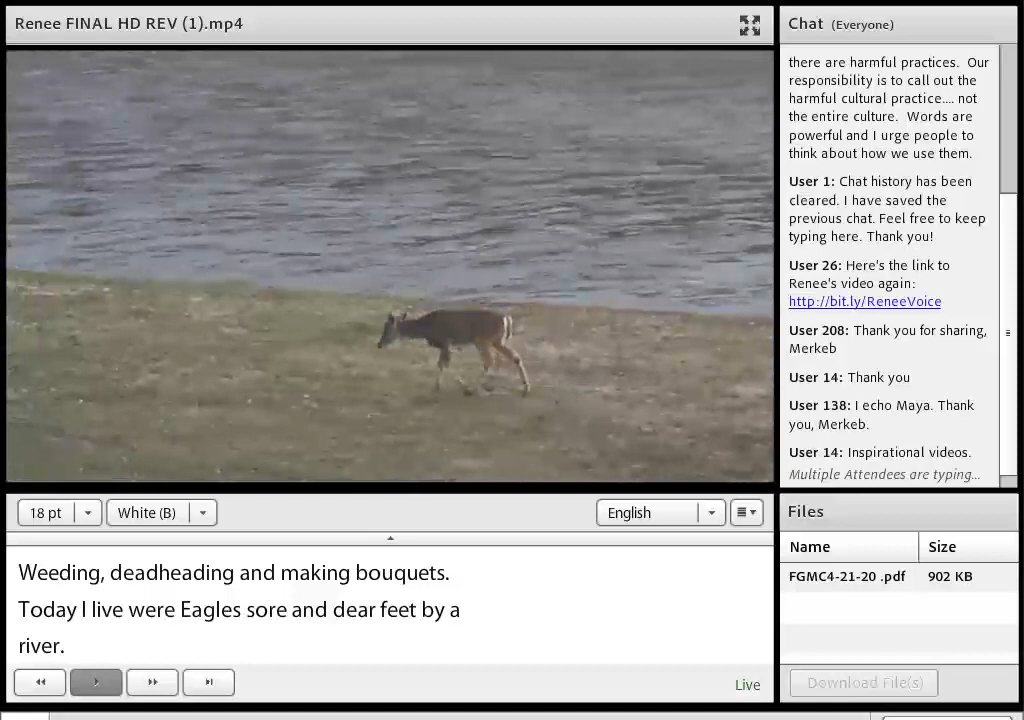 Renee FINAL HD REV (1).mp4
Chat (Everyone)
there are harmful practices. Our
responsibility is to call out the
harmful cultural practice.... not
the entire culture. Words are
powerful and I urge people to
think about how we use them.
User 1: Chat history has been
cleared. I have saved the
previous chat. Feel free to keep
typing here. Thank you!
User 26: Here's the link to
Renee's video again:
http://bit.ly/ReneeVoice
User 208: Thank you for sharing,
Merkeb
User 14: Thank you
User 138: I echo Maya. Thank
you, Merkeb.
User 14: Inspirational videos.
Multiple Attendees are typing...
18 pt
White (B)
English
Weeding, deadheading and making bouquets.
Today I live were Eagles sore and dear feet by a
river.
Live
Files
Name Size
FGMC4-21-20 .pdf 902 KB
Download File(s)